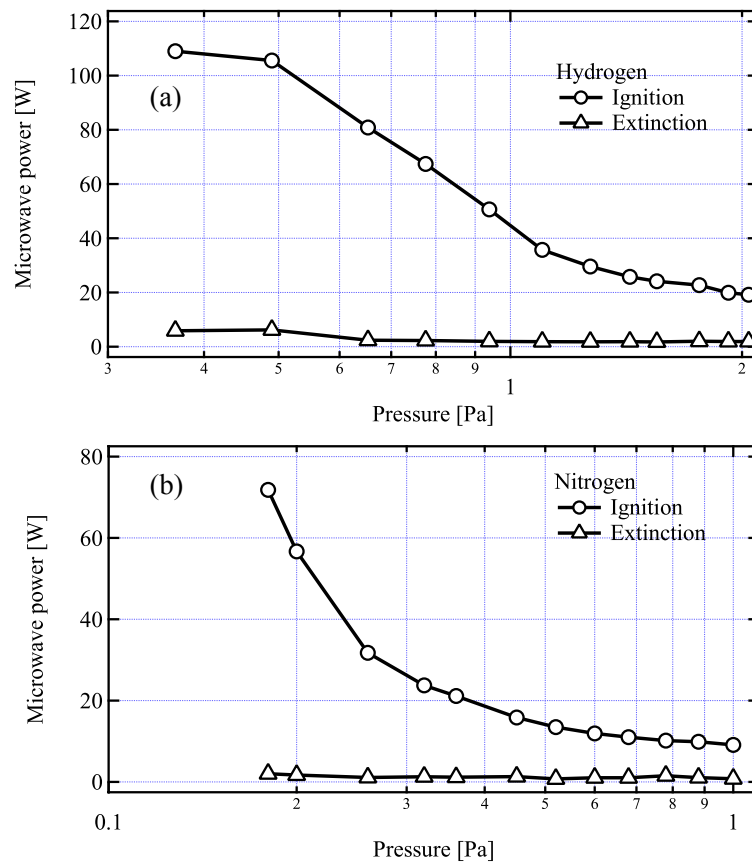 120
100
80
60
40
20
0
Microwave power [W]
(a)
Hydrogen
Ignition
Extinction
3 4 5 6 7 8 9 1 2
Pressure [Pa]
80
60
40
20
0
Microwave power [W]
(b)
Nitrogen
Ignition
Extinction
0.1 2 3 4 5 6 7 8 9 1
Pressure [Pa]